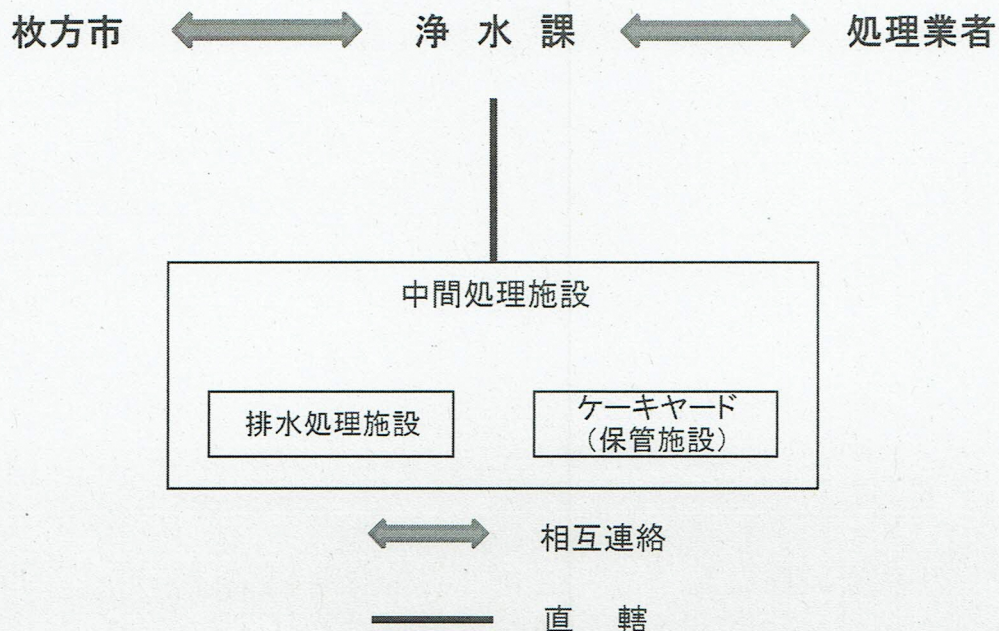 枚方市 浄水課 処理業者
中間処理施設
排水処理施設
ケーキヤード
(保管施設)
相互連絡
直轄